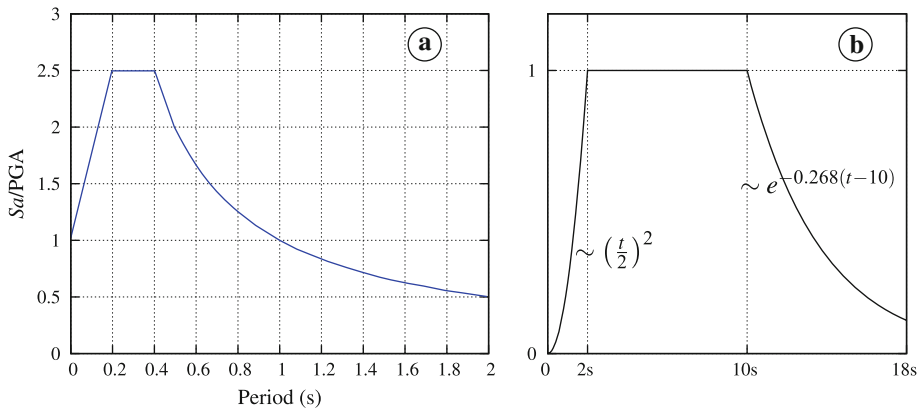 3
2.5
2
1.5
1
0.5
0
Sa/PGA
0 0.2 0.4 0.6 0.8 1.0 1.2 1.4 1.6 1.8 2
Period (s)
a
1
0
b
∼ e^{−0.268(t−10)}
∼ (t/2)^2
0 2s 10s 18s